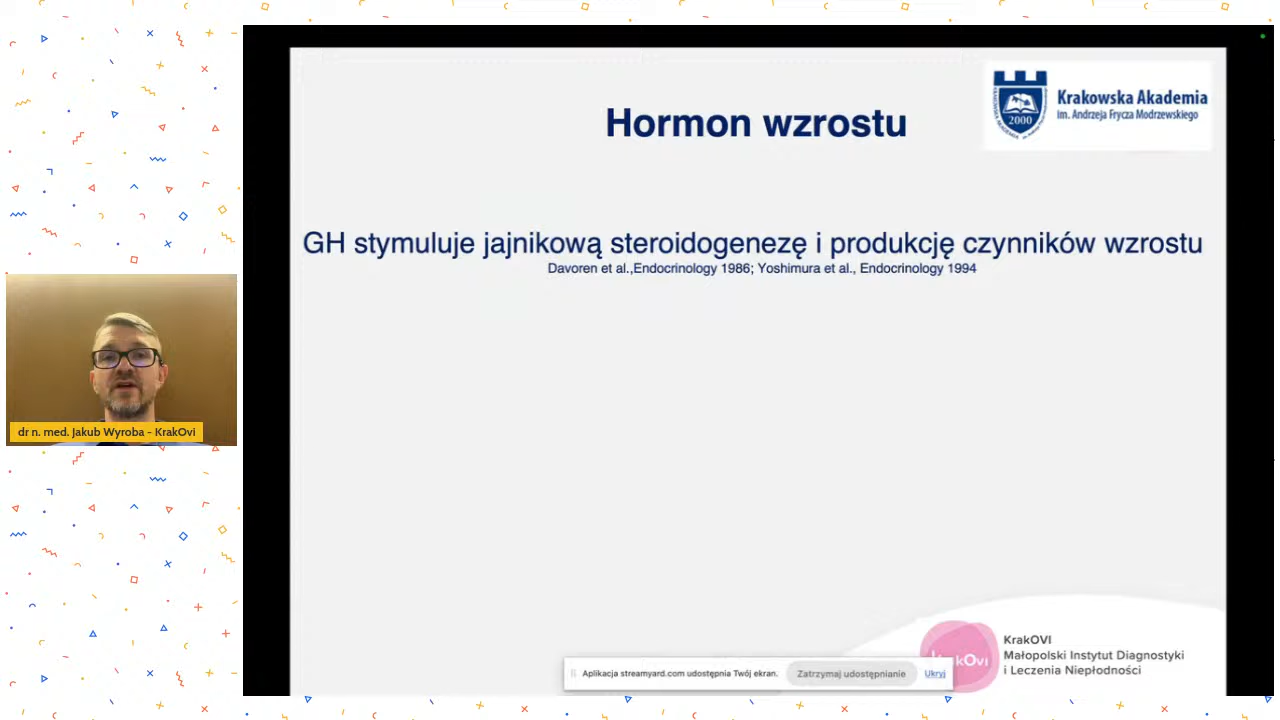 Hormon wzrostu
Krakowska Akademia
im. Andrzeja Frycza Modrzewskiego
2000
GH stymuluje jajnikową steroidogenezę i produkcję czynników wzrostu
Davoren et al.,Endocrinology 1986; Yoshimura et al., Endocrinology 1994
dr n. med. Jakub Wyroba - KrakOvi
KrakOVI
Małopolski Instytut Diagnostyki
i Leczenia Niepłodności
Aplikacja streamyard.com udostępnia Twój ekran.
Zatrzymaj udostępnianie
Ukryj